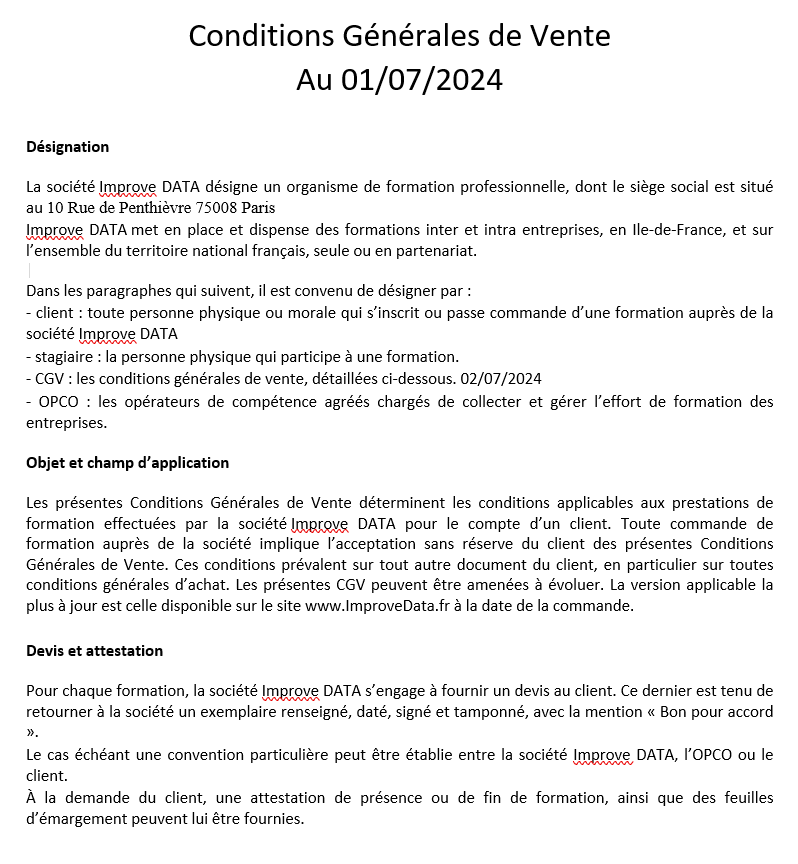 Conditions Générales de Vente
Au 01/07/2024
Désignation
La société Improve DATA désigne un organisme de formation professionnelle, dont le siège social est situé
au 10 Rue de Penthièvre 75008 Paris
Improve DATA met en place et dispense des formations inter et intra entreprises, en Ile-de-France, et sur
l’ensemble du territoire national français, seule ou en partenariat.
Dans les paragraphes qui suivent, il est convenu de désigner par :
- client : toute personne physique ou morale qui s’inscrit ou passe commande d’une formation auprès de la
société Improve DATA
- stagiaire : la personne physique qui participe à une formation.
- CGV : les conditions générales de vente, détaillées ci-dessous. 02/07/2024
- OPCO : les opérateurs de compétence agréés chargés de collecter et gérer l’effort de formation des
entreprises.
Objet et champ d’application
Les présentes Conditions Générales de Vente déterminent les conditions applicables aux prestations de
formation effectuées par la société Improve DATA pour le compte d’un client. Toute commande de
formation auprès de la société implique l’acceptation sans réserve du client des présentes Conditions
Générales de Vente. Ces conditions prévalent sur tout autre document du client, en particulier sur toutes
conditions générales d’achat. Les présentes CGV peuvent être amenées à évoluer. La version applicable la
plus à jour est celle disponible sur le site www.ImproveData.fr à la date de la commande.
Devis et attestation
Pour chaque formation, la société Improve DATA s’engage à fournir un devis au client. Ce dernier est tenu de
retourner à la société un exemplaire renseigné, daté, signé et tamponné, avec la mention « Bon pour accord
».
Le cas échéant une convention particulière peut être établie entre la société Improve DATA, l’OPCO ou le
client.
À la demande du client, une attestation de présence ou de fin de formation, ainsi que des feuilles
d’émargement peuvent lui être fournies.